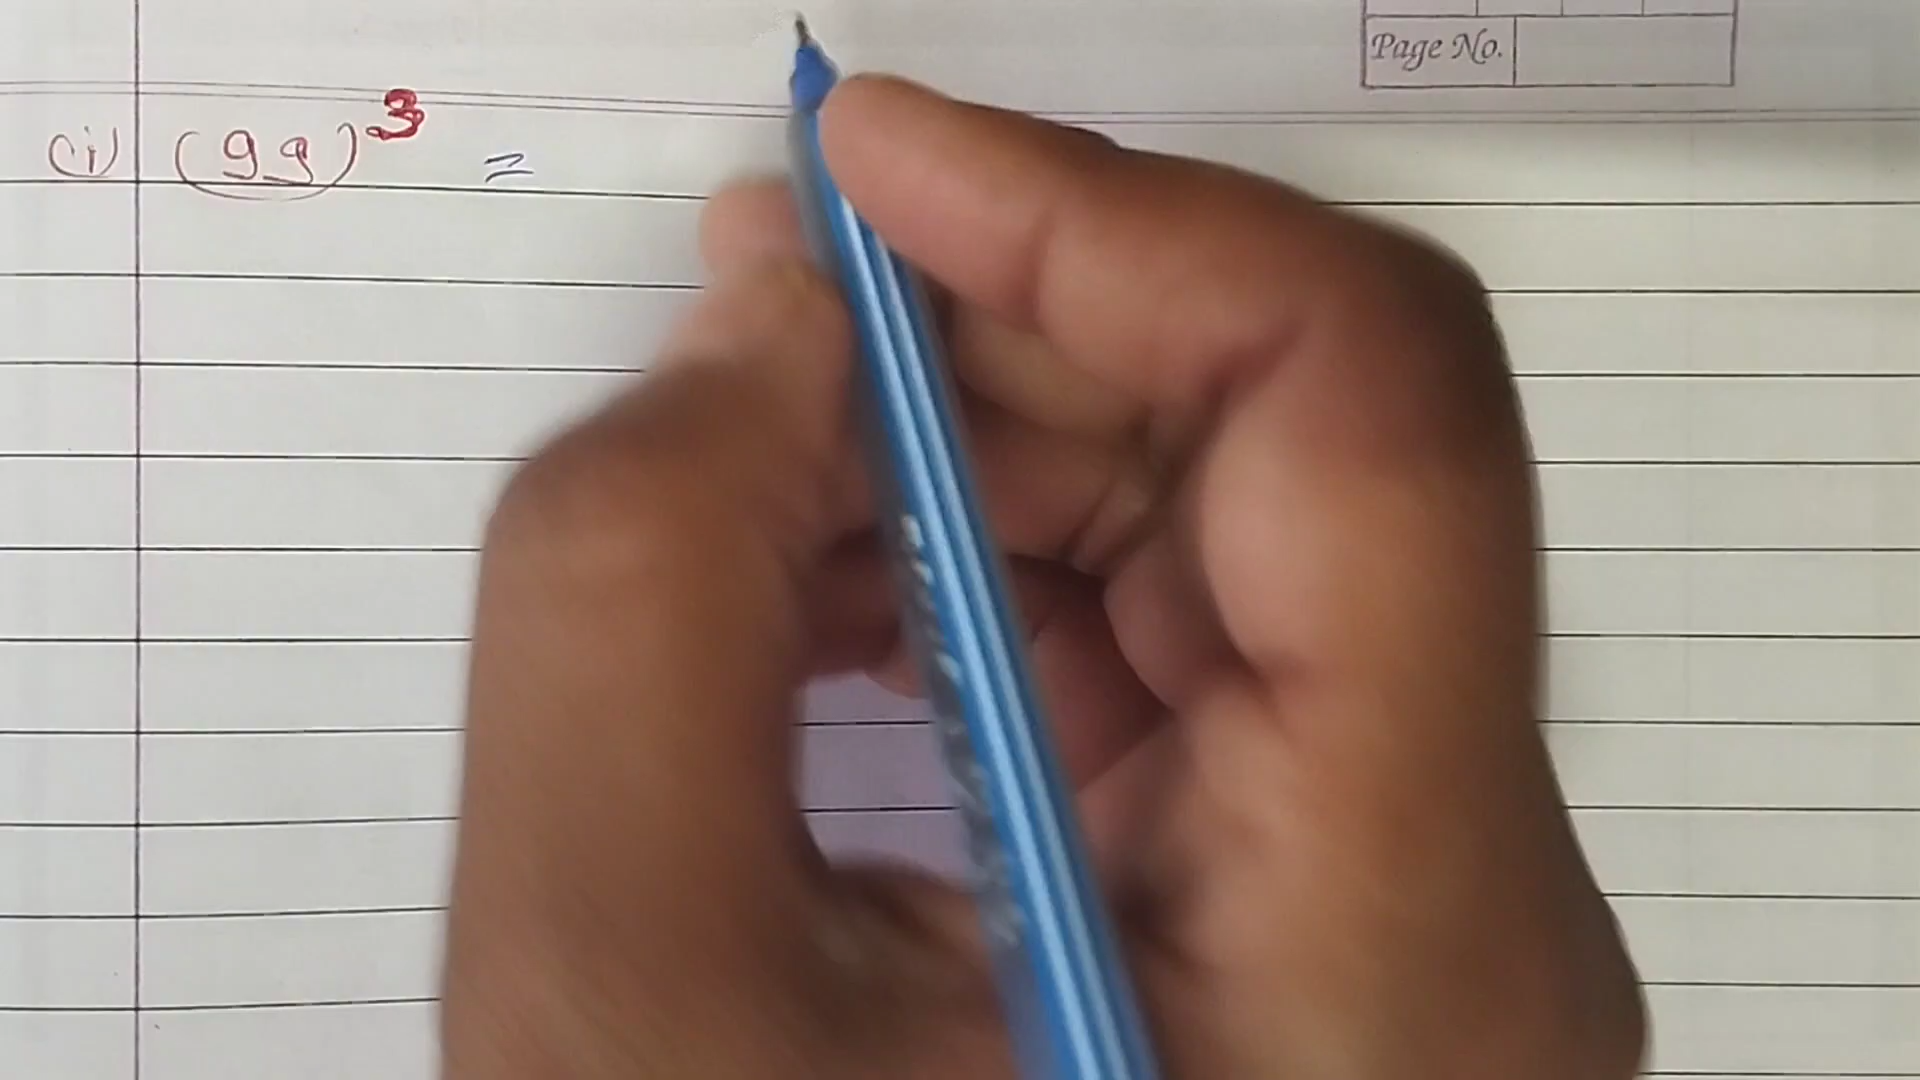 Page No.
(i) (99)³ =